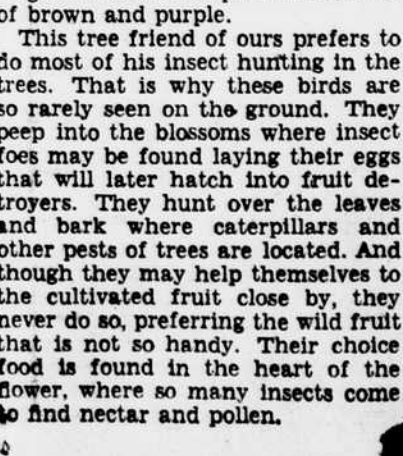 of brown and purple.
This tree friend of ours prefers to
do most of his insect hunting in the
trees. That is why these birds are
so rarely seen on the ground. They
peep into the blossoms where insect
foes may be found laying their eggs
that will later hatch into fruit de-
troyers. They hunt over the leaves
and bark where caterpillars and
other pests of trees are located. And
though they may help themselves to
the cultivated fruit close by, they
never do so, preferring the wild fruit
that is not so handy. Their choice
food is found in the heart of the
flower, where so many insects come
to find nectar and pollen.